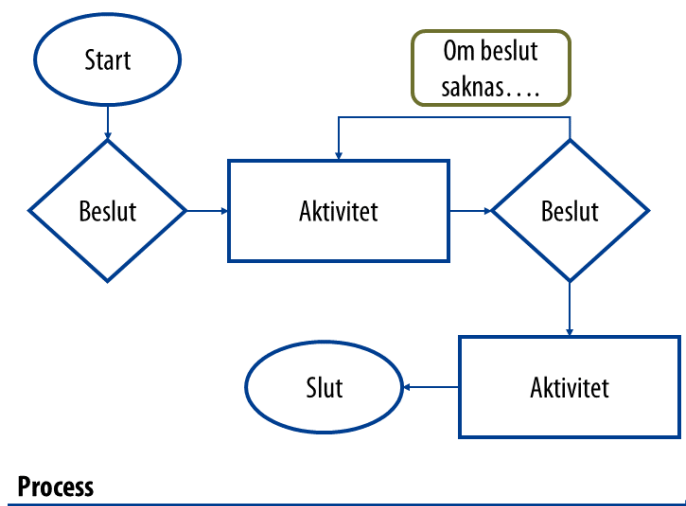 Start
Om beslut
saknas....
Beslut
Aktivitet
Beslut
Slut
Aktivitet
Process